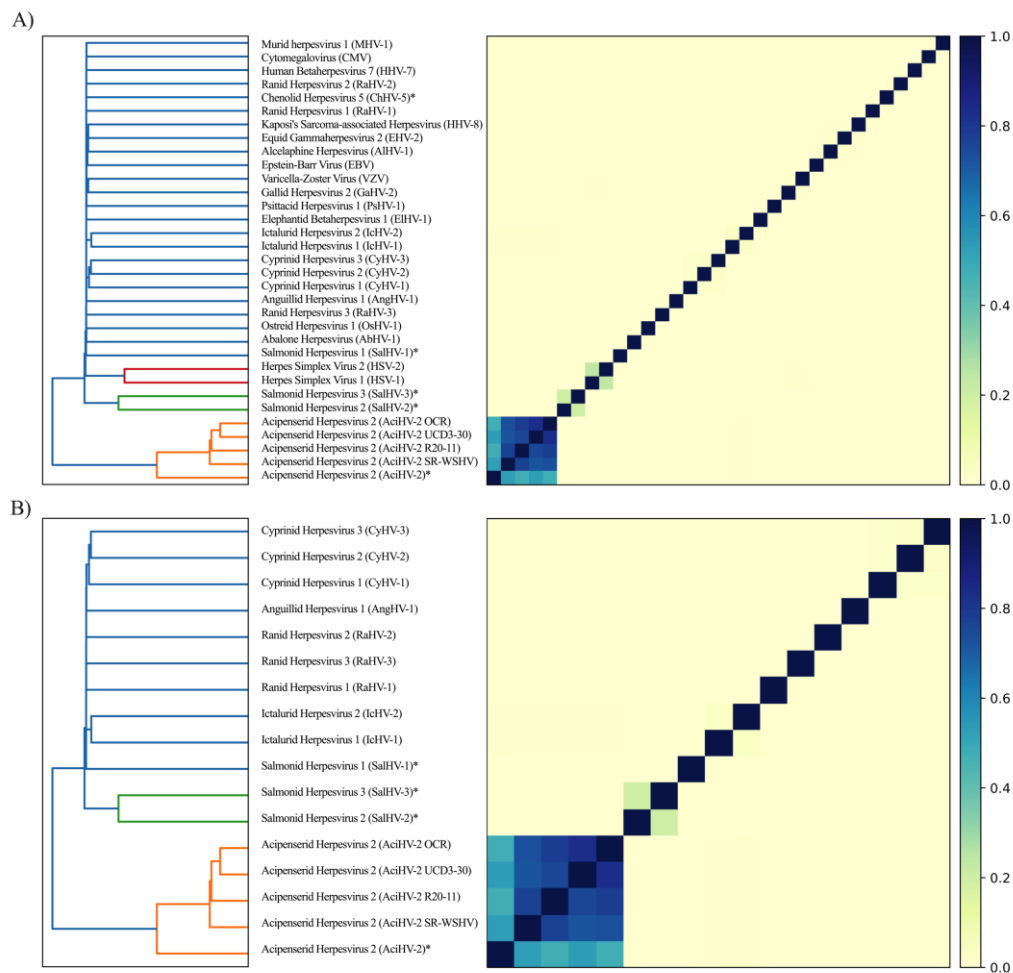 A)
Murid herpesvirus 1 (MHV-1)
Cytomegalovirus (CMV)
Human Betaherpesvirus 7 (HHV-7)
Ranid Herpesvirus 2 (RaHV-2)
Chenolid Herpesvirus 5 (ChHV-5)*
Ranid Herpesvirus 1 (RaHV-1)
Kaposi's Sarcoma-associated Herpesvirus (HHV-8)
Equid Gammaherpesvirus 2 (EHV-2)
Alcelaphine Herpesvirus (AlHV-1)
Epstein-Barr Virus (EBV)
Varicella-Zoster Virus (VZV)
Gallid Herpesvirus 2 (GaHV-2)
Psittacid Herpesvirus 1 (PsHV-1)
Elephantid Betaherpesvirus 1 (ElHV-1)
Ictalurid Herpesvirus 2 (IcHV-2)
Ictalurid Herpesvirus 1 (IcHV-1)
Cyprinid Herpesvirus 3 (CyHV-3)
Cyprinid Herpesvirus 2 (CyHV-2)
Cyprinid Herpesvirus 1 (CyHV-1)
Anguillid Herpesvirus 1 (AngHV-1)
Ranid Herpesvirus 3 (RaHV-3)
Ostreid Herpesvirus 1 (OsHV-1)
Abalone Herpesvirus (AbHV-1)
Salmonid Herpesvirus 1 (SalHV-1)*
Herpes Simplex Virus 2 (HSV-2)
Herpes Simplex Virus 1 (HSV-1)
Salmonid Herpesvirus 3 (SalHV-3)*
Salmonid Herpesvirus 2 (SalHV-2)*
Acipenserid Herpesvirus 2 (AciHV-2 OCR)
Acipenserid Herpesvirus 2 (AciHV-2 UCD3-30)
Acipenserid Herpesvirus 2 (AciHV-2 R20-11)
Acipenserid Herpesvirus 2 (AciHV-2 SR-WSHV)
Acipenserid Herpesvirus 2 (AciHV-2)*
1.0
0.8
0.6
0.4
0.2
0.0
B)
Cyprinid Herpesvirus 3 (CyHV-3)
Cyprinid Herpesvirus 2 (CyHV-2)
Cyprinid Herpesvirus 1 (CyHV-1)
Anguillid Herpesvirus 1 (AngHV-1)
Ranid Herpesvirus 2 (RaHV-2)
Ranid Herpesvirus 3 (RaHV-3)
Ranid Herpesvirus 1 (RaHV-1)
Ictalurid Herpesvirus 2 (IcHV-2)
Ictalurid Herpesvirus 1 (IcHV-1)
Salmonid Herpesvirus 1 (SalHV-1)*
Salmonid Herpesvirus 3 (SalHV-3)*
Salmonid Herpesvirus 2 (SalHV-2)*
Acipenserid Herpesvirus 2 (AciHV-2 OCR)
Acipenserid Herpesvirus 2 (AciHV-2 UCD3-30)
Acipenserid Herpesvirus 2 (AciHV-2 R20-11)
Acipenserid Herpesvirus 2 (AciHV-2 SR-WSHV)
Acipenserid Herpesvirus 2 (AciHV-2)*
1.0
0.8
0.6
0.4
0.2
0.0